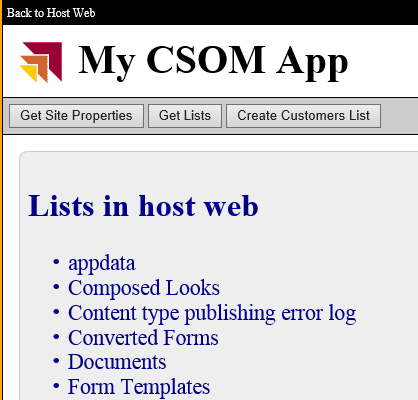 Back to Host Web
My CSOM App
Get Site Properties Get Lists Create Customers List
Lists in host web
• appdata
• Composed Looks
• Content type publishing error log
• Converted Forms
• Documents
• Form Templates